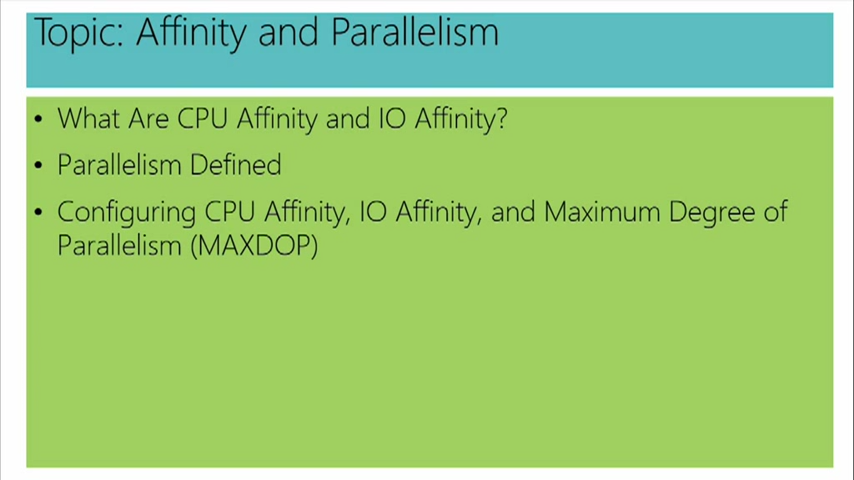 Topic: Affinity and Parallelism
• What Are CPU Affinity and IO Affinity?
• Parallelism Defined
• Configuring CPU Affinity, IO Affinity, and Maximum Degree of
Parallelism (MAXDOP)